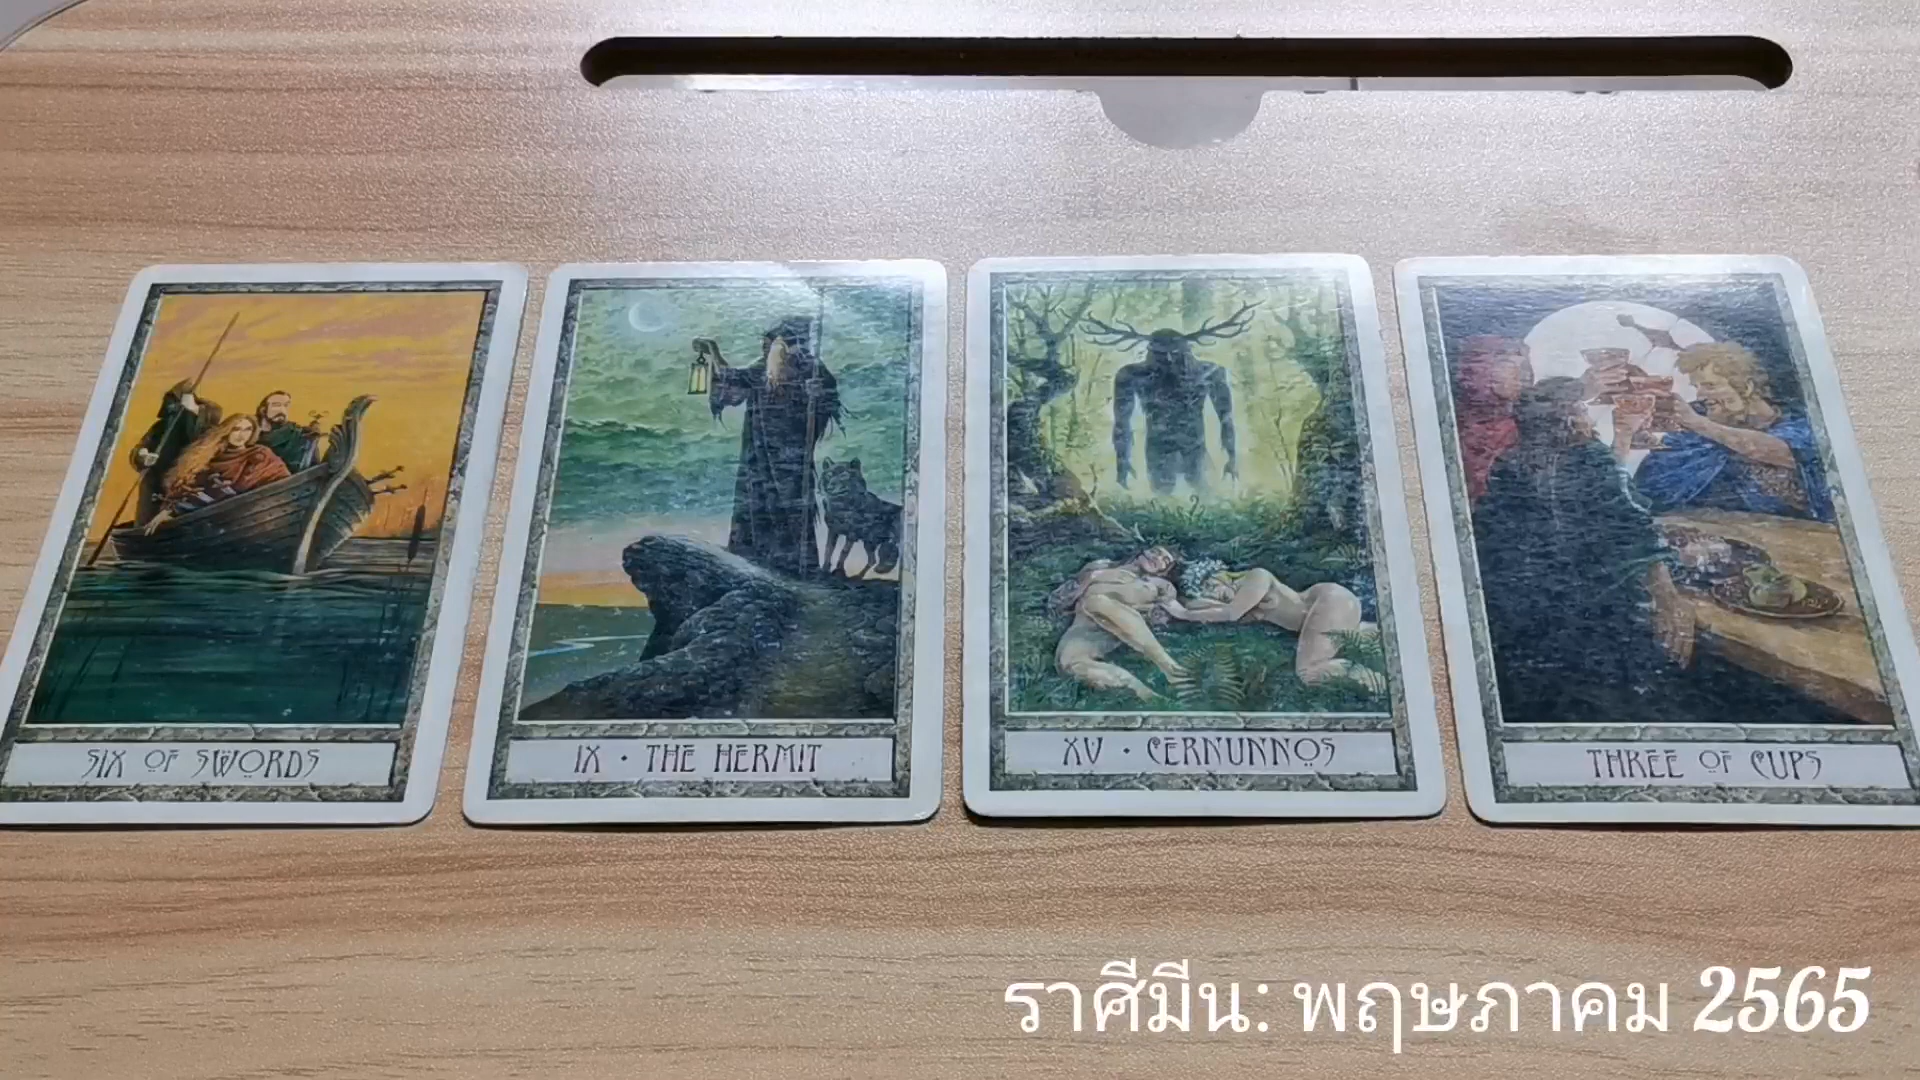 SIX OF SWORDS
IX · THE HERMIT
XV · CERNUNNOS
THREE OF CUPS
ราศีมีน: พฤษภาคม 2565